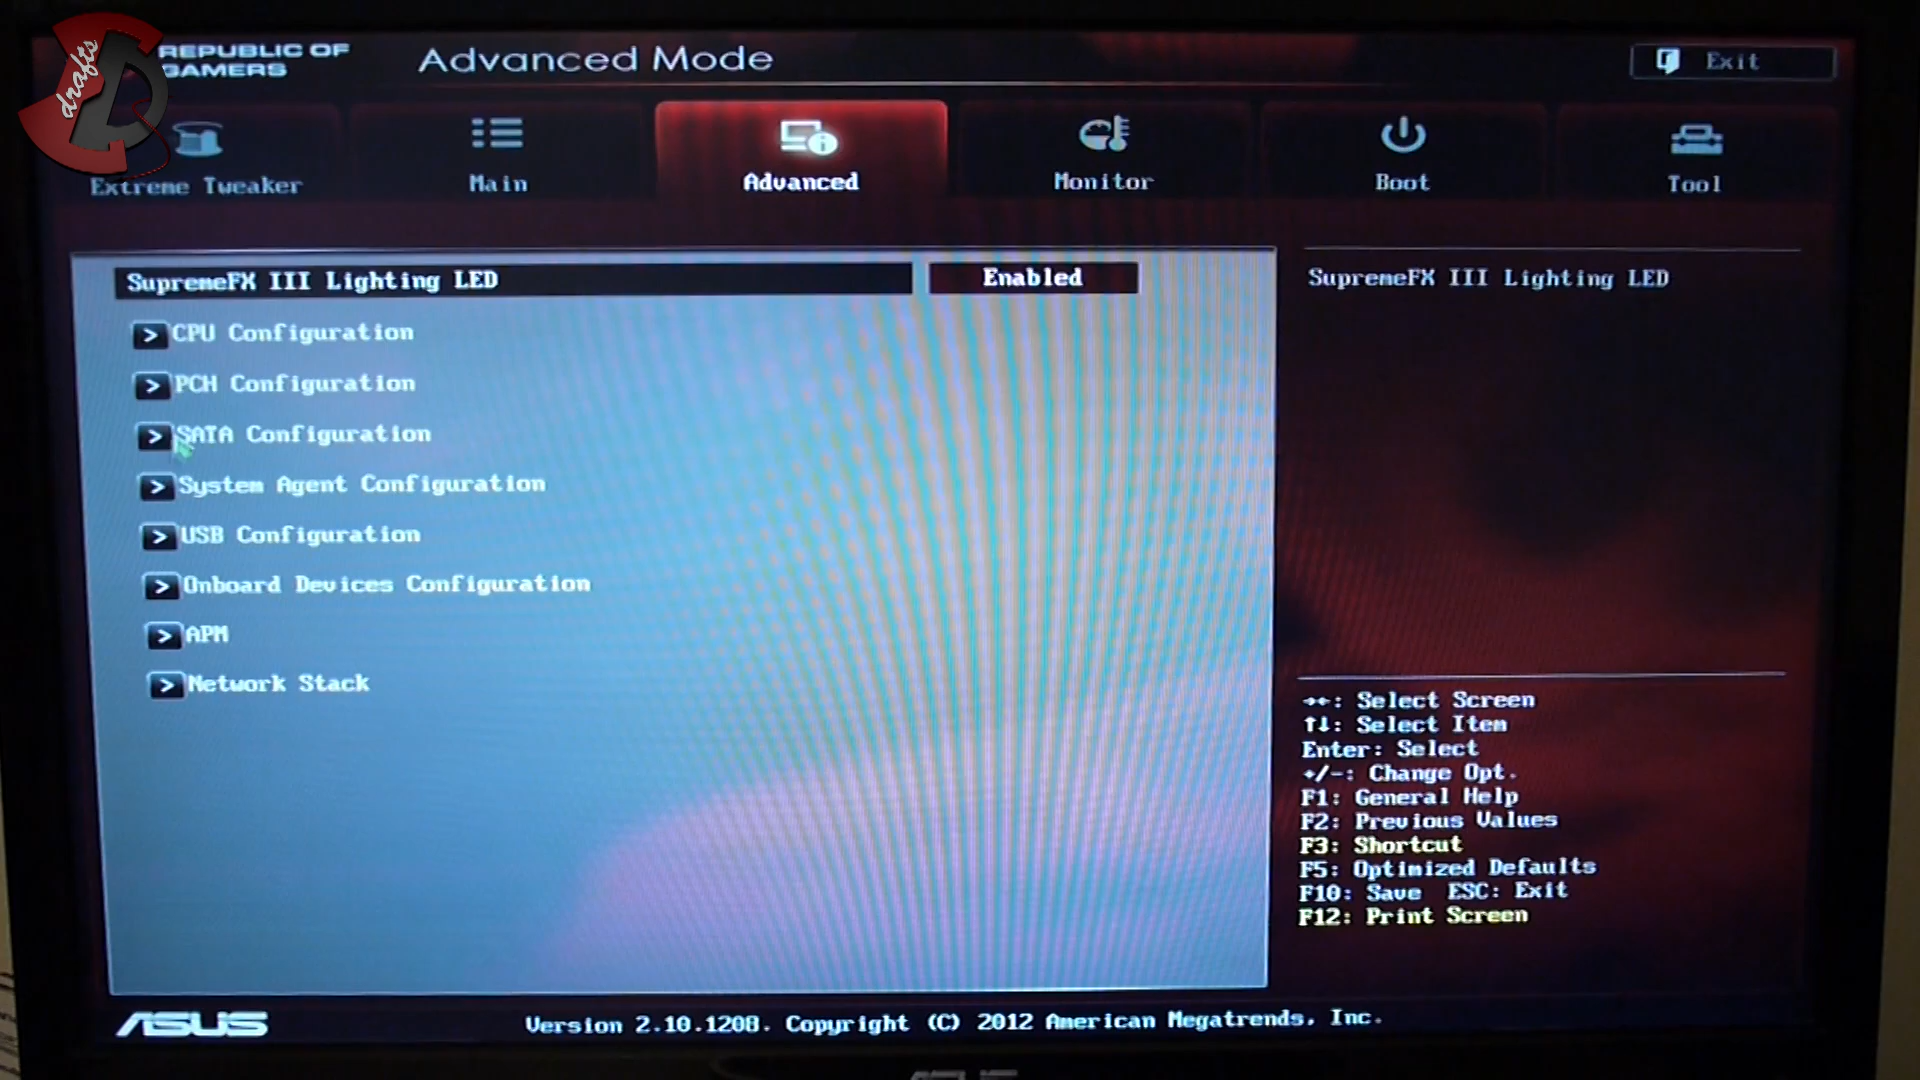 drafts
REPUBLIC OF
GAMERS
Advanced Mode
Exit
Extreme Tweaker
Main
Advanced
Monitor
Boot
Tool
SupremeFX III Lighting LED
Enabled
> CPU Configuration
> PCH Configuration
> SATA Configuration
> System Agent Configuration
> USB Configuration
> Onboard Devices Configuration
> APM
> Network Stack
SupremeFX III Lighting LED
→←: Select Screen
↑↓: Select Item
Enter: Select
+/-: Change Opt.
F1: General Help
F2: Previous Values
F3: Shortcut
F5: Optimized Defaults
F10: Save ESC: Exit
F12: Print Screen
ASUS
Version 2.10.1208. Copyright (C) 2012 American Megatrends, Inc.